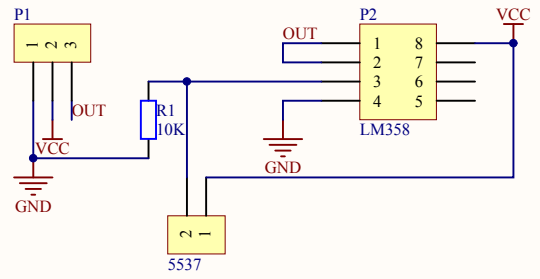 P1
1 2 3
OUT
VCC
GND
R1
10K
P2
VCC
OUT
1 8
2 7
3 6
4 5
LM358
GND
2 1
5537